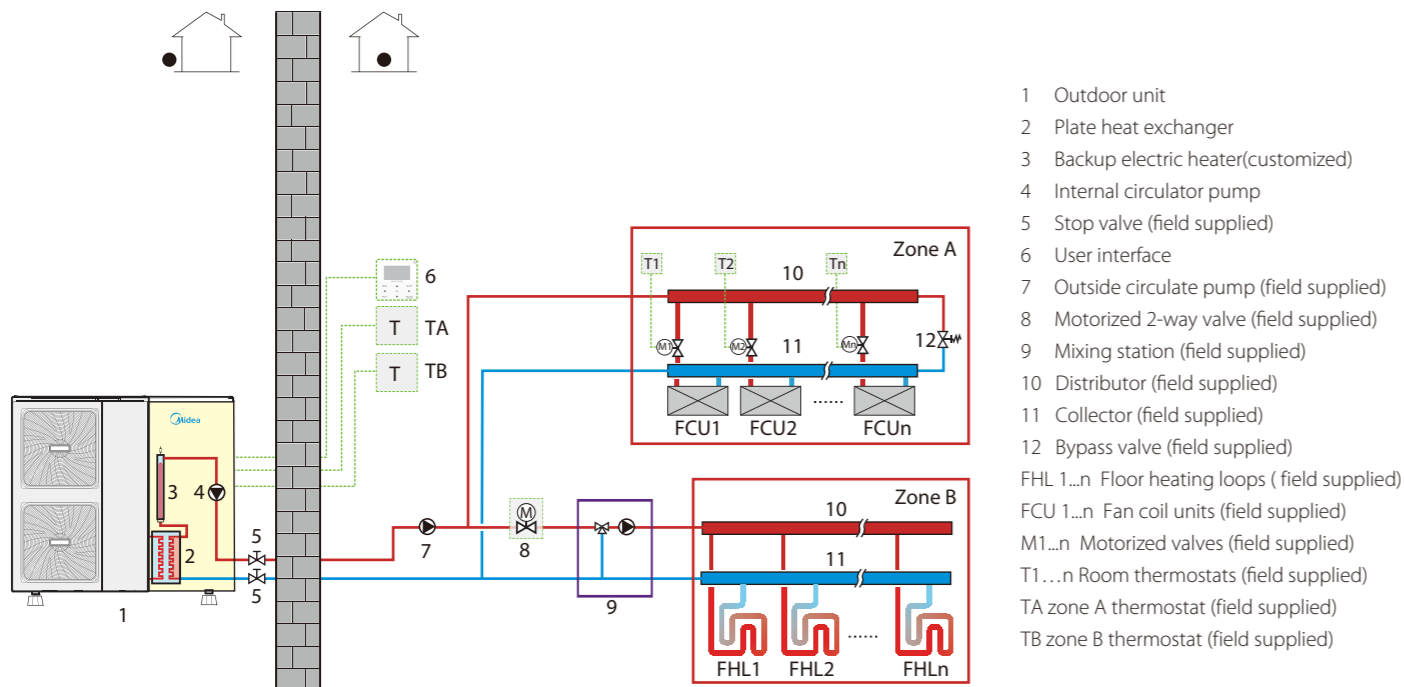 Zone A
T1
T2
Tn
10
6
T
TA
M1
M2
Mn
11
12
T
TB
FCU1
FCU2
......
FCUn
Midea
3
4
2
5
5
1
7
M
8
9
Zone B
10
11
......
FHL1
FHL2
FHLn
1 Outdoor unit
2 Plate heat exchanger
3 Backup electric heater(customized)
4 Internal circulator pump
5 Stop valve (field supplied)
6 User interface
7 Outside circulate pump (field supplied)
8 Motorized 2-way valve (field supplied)
9 Mixing station (field supplied)
10 Distributor (field supplied)
11 Collector (field supplied)
12 Bypass valve (field supplied)
FHL 1...n Floor heating loops ( field supplied)
FCU 1...n Fan coil units (field supplied)
M1...n Motorized valves (field supplied)
T1…n Room thermostats (field supplied)
TA zone A thermostat (field supplied)
TB zone B thermostat (field supplied)